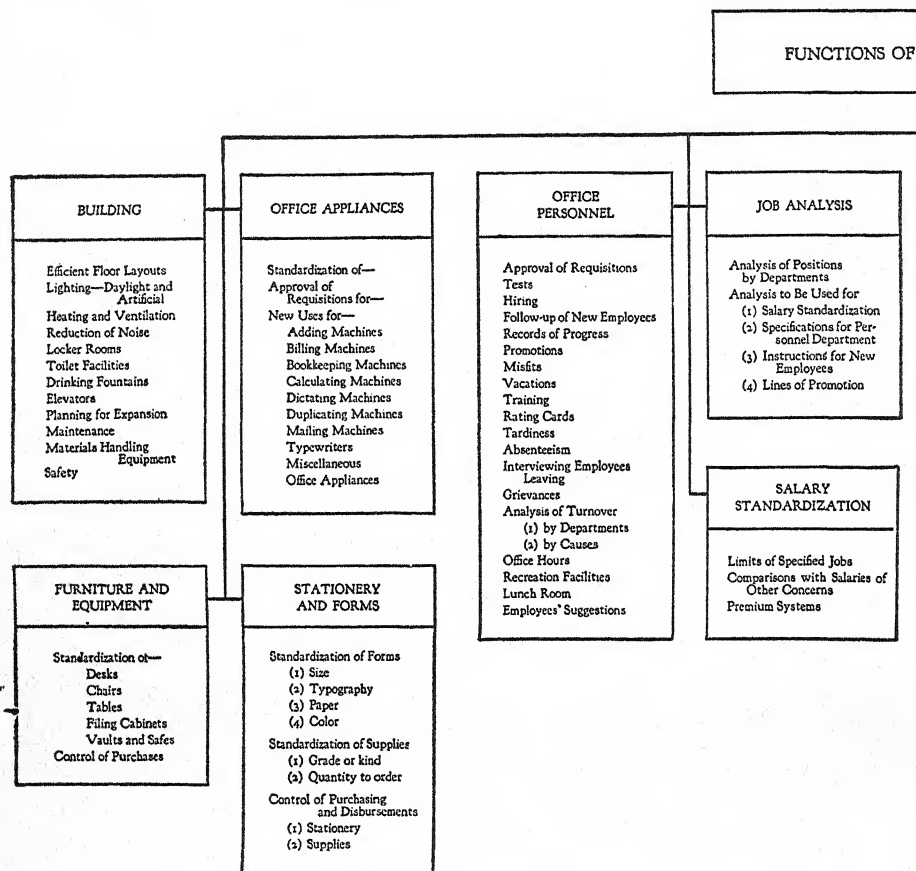 FUNCTIONS OF
BUILDING
Efficient Floor Layouts
Lighting—Daylight and
Artificial
Heating and Ventilation
Reduction of Noise
Locker Rooms
Toilet Facilities
Drinking Fountains
Elevators
Planning for Expansion
Maintenance
Materials Handling
Equipment
Safety
OFFICE APPLIANCES
Standardization of—
Approval of
Requisitions for—
New Uses for—
Adding Machines
Billing Machines
Bookkeeping Machines
Calculating Machines
Dictating Machines
Duplicating Machines
Mailing Machines
Typewriters
Miscellaneous
Office Appliances
OFFICE
PERSONNEL
Approval of Requisitions
Tests
Hiring
Follow-up of New Employees
Records of Progress
Promotions
Misfits
Vacations
Training
Rating Cards
Tardiness
Absenteeism
Interviewing Employees
Leaving
Grievances
Analysis of Turnover
(1) by Departments
(2) by Causes
Office Hours
Recreation Facilities
Lunch Room
Employees' Suggestions
JOB ANALYSIS
Analysis of Positions
by Departments
Analysis to Be Used for
(1) Salary Standardization
(2) Specifications for Per-
sonnel Department
(3) Instructions for New
Employees
(4) Lines of Promotion
SALARY
STANDARDIZATION
Limits of Specified Jobs
Comparisons with Salaries of
Other Concerns
Premium Systems
FURNITURE AND
EQUIPMENT
Standardization of—
Desks
Chairs
Tables
Filing Cabinets
Vaults and Safes
Control of Purchases
STATIONERY
AND FORMS
Standardization of Forms
(1) Size
(2) Typography
(3) Paper
(4) Color
Standardization of Supplies
(1) Grade or kind
(2) Quantity to order
Control of Purchasing
and Disbursements
(1) Stationery
(2) Supplies